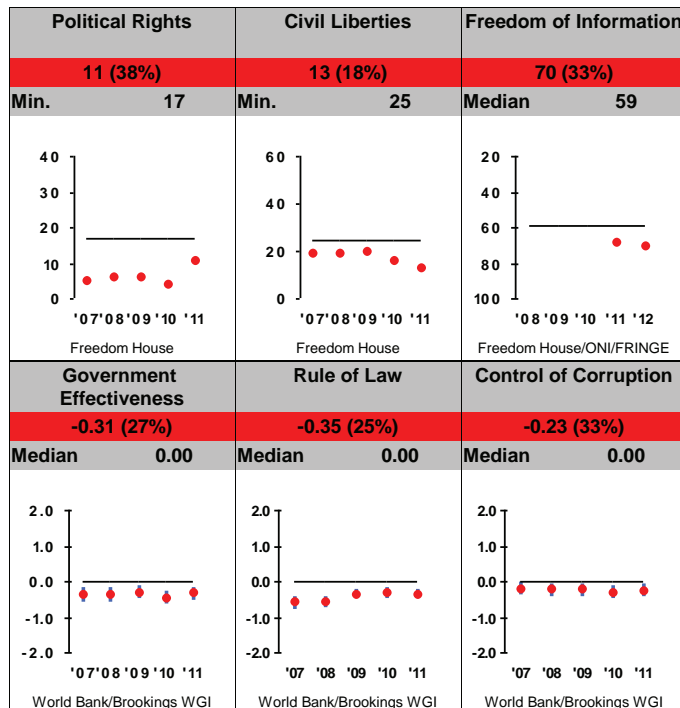 Political Rights
11 (38%)
Min. 17
40
30
20
10
0
'07 '08 '09 '10 '11
Freedom House
Civil Liberties
13 (18%)
Min. 25
60
40
20
0
'07 '08 '09 '10 '11
Freedom House
Freedom of Information
70 (33%)
Median 59
20
40
60
80
100
'08 '09 '10 '11 '12
Freedom House/ONI/FRINGE
Government
Effectiveness
-0.31 (27%)
Median 0.00
2.0
1.0
0.0
-1.0
-2.0
'07 '08 '09 '10 '11
World Bank/Brookings WGI
Rule of Law
-0.35 (25%)
Median 0.00
2.0
1.0
0.0
-1.0
-2.0
'07 '08 '09 '10 '11
World Bank/Brookings WGI
Control of Corruption
-0.23 (33%)
Median 0.00
2.0
1.0
0.0
-1.0
-2.0
'07 '08 '09 '10 '11
World Bank/Brookings WGI